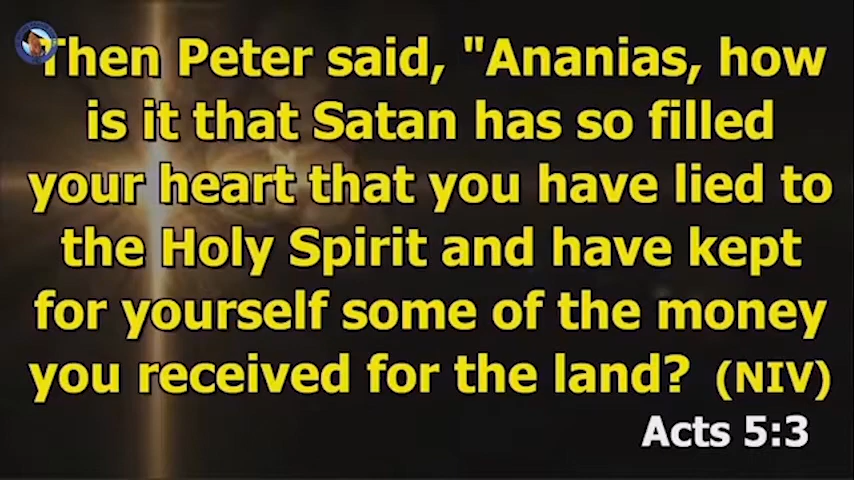 Then Peter said, "Ananias, how
is it that Satan has so filled
your heart that you have lied to
the Holy Spirit and have kept
for yourself some of the money
you received for the land? (NIV)
Acts 5:3